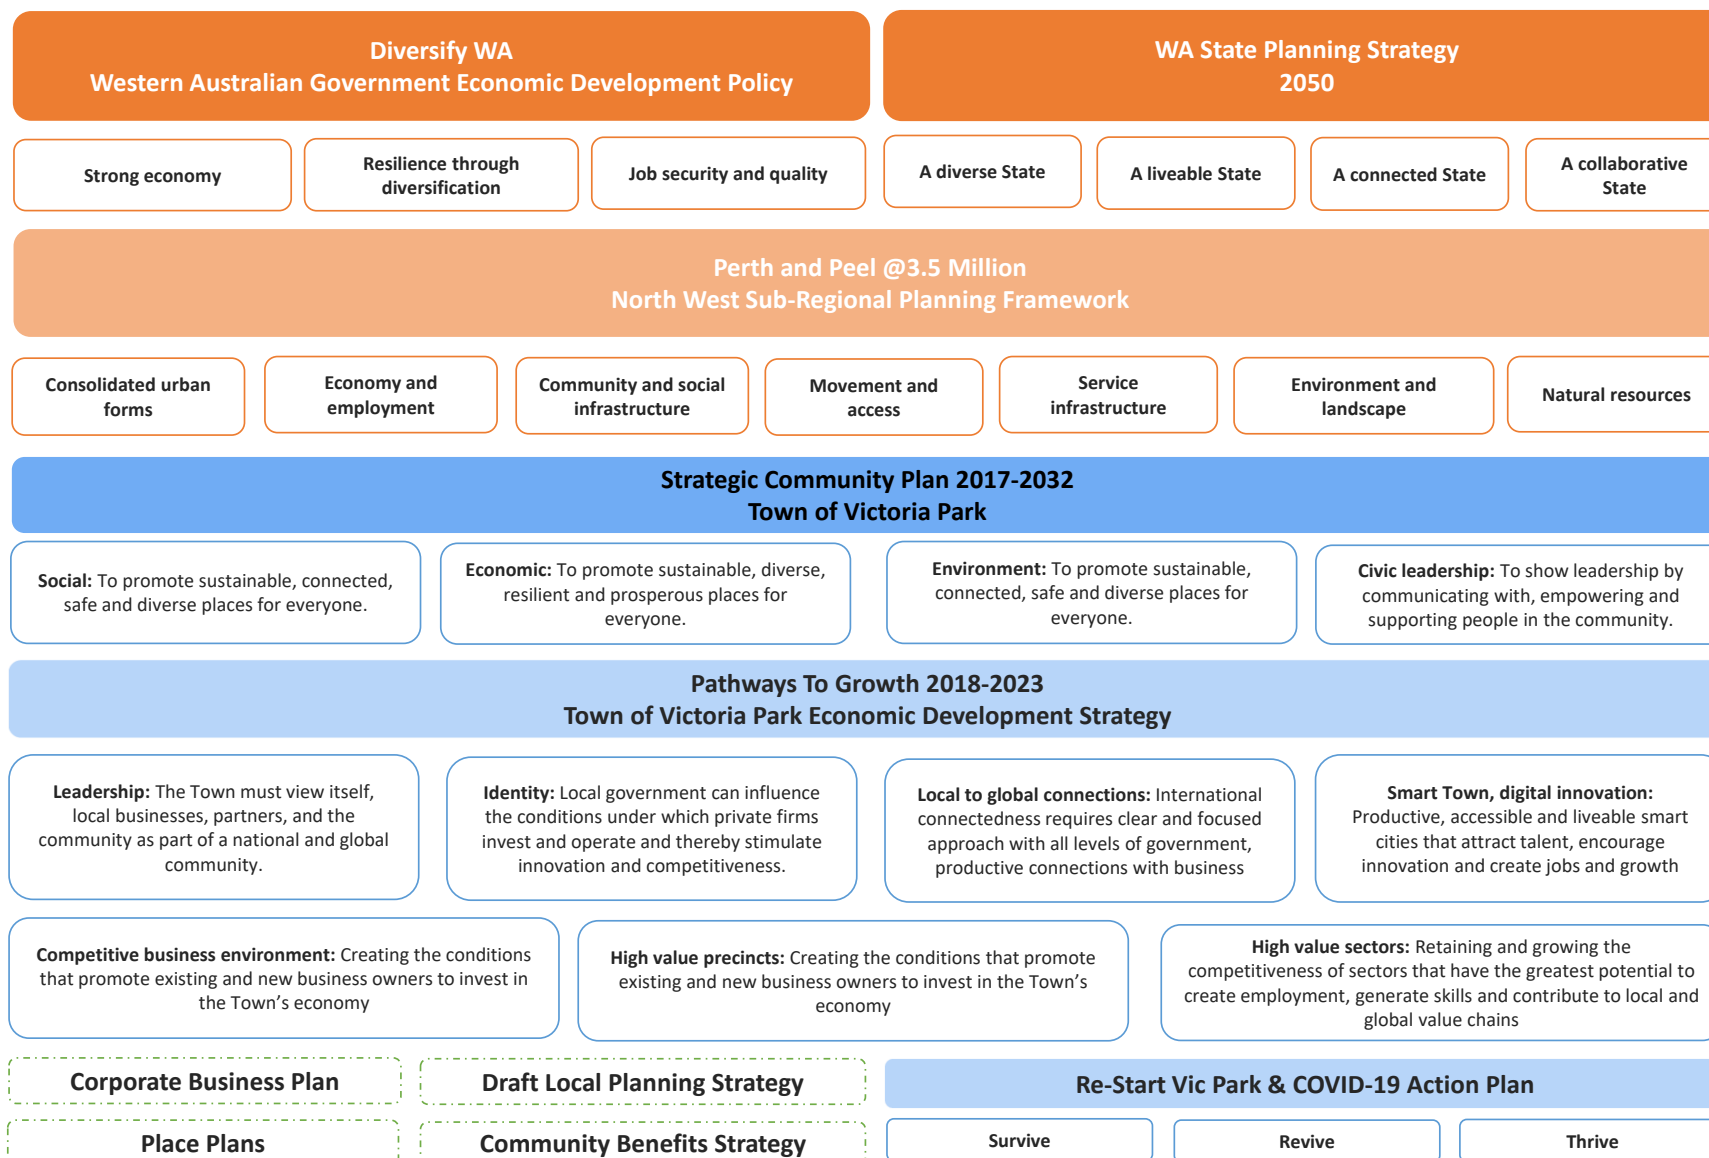 Diversify WA
Western Australian Government Economic Development Policy
WA State Planning Strategy
2050
Strong economy
Resilience through
diversification
Job security and quality
A diverse State
A liveable State
A connected State
A collaborative
State
Perth and Peel @3.5 Million
North West Sub-Regional Planning Framework
Consolidated urban
forms
Economy and
employment
Community and social
infrastructure
Movement and
access
Service
infrastructure
Environment and
landscape
Natural resources
Strategic Community Plan 2017-2032
Town of Victoria Park
Social: To promote sustainable, connected,
safe and diverse places for everyone.
Economic: To promote sustainable, diverse,
resilient and prosperous places for
everyone.
Environment: To promote sustainable,
connected, safe and diverse places for
everyone.
Civic leadership: To show leadership by
communicating with, empowering and
supporting people in the community.
Pathways To Growth 2018-2023
Town of Victoria Park Economic Development Strategy
Leadership: The Town must view itself,
local businesses, partners, and the
community as part of a national and global
community.
Identity: Local government can influence
the conditions under which private firms
invest and operate and thereby stimulate
innovation and competitiveness.
Local to global connections: International
connectedness requires clear and focused
approach with all levels of government,
productive connections with business
Smart Town, digital innovation:
Productive, accessible and liveable smart
cities that attract talent, encourage
innovation and create jobs and growth
Competitive business environment: Creating the conditions
that promote existing and new business owners to invest in
the Town's economy
High value precincts: Creating the conditions that promote
existing and new business owners to invest in the Town's
economy
High value sectors: Retaining and growing the
competitiveness of sectors that have the greatest potential to
create employment, generate skills and contribute to local and
global value chains
Corporate Business Plan
Draft Local Planning Strategy
Re-Start Vic Park & COVID-19 Action Plan
Place Plans
Community Benefits Strategy
Survive
Revive
Thrive